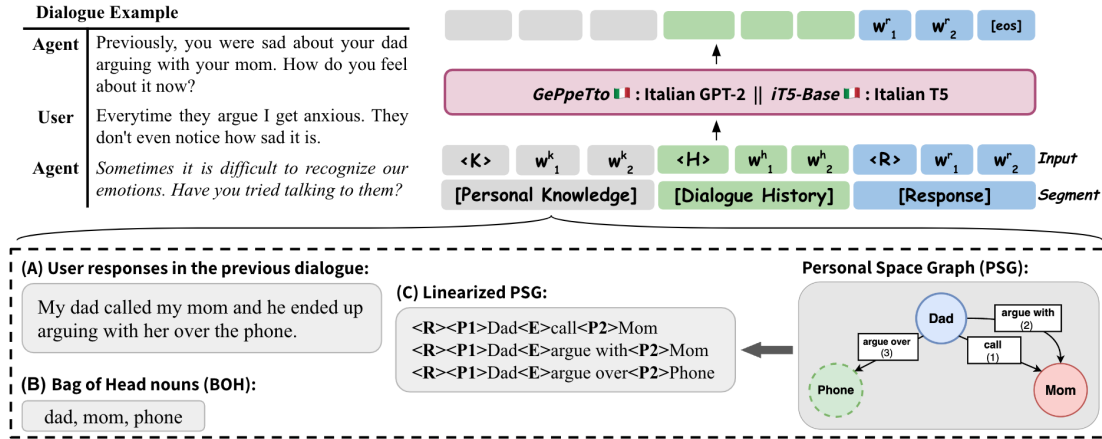 Dialogue Example
Agent
Previously, you were sad about your dad
arguing with your mom. How do you feel
about it now?
User
Everytime they argue I get anxious. They
don't even notice how sad it is.
Agent
Sometimes it is difficult to recognize our
emotions. Have you tried talking to them?
w^r_1 w^r_2 [eos]
GePpeTto : Italian GPT-2 || iT5-Base : Italian T5
<K> w^k_1 w^k_2 <H> w^h_1 w^h_2 <R> w^r_1 w^r_2 Input
[Personal Knowledge] [Dialogue History] [Response] Segment
(A) User responses in the previous dialogue:
My dad called my mom and he ended up
arguing with her over the phone.
(B) Bag of Head nouns (BOH):
dad, mom, phone
(C) Linearized PSG:
<R><P1>Dad<E>call<P2>Mom
<R><P1>Dad<E>argue with<P2>Mom
<R><P1>Dad<E>argue over<P2>Phone
Personal Space Graph (PSG):
Dad
argue with
(2)
argue over
(3)
call
(1)
Phone
Mom